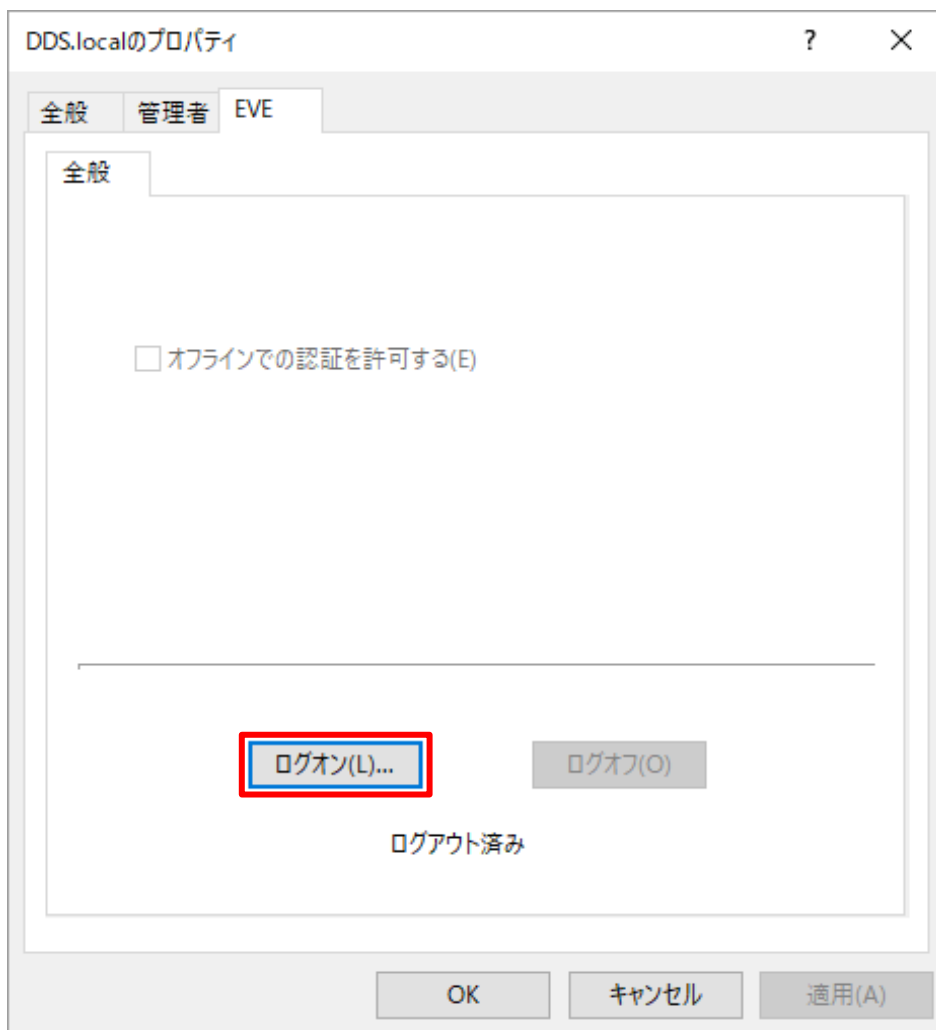 DDS.localのプロパティ ?
全般 管理者 EVE
全般
オフラインでの認証を許可する(E)
ログオン(L)... ログオフ(O)
ログアウト済み
OK キャンセル 適用(A)